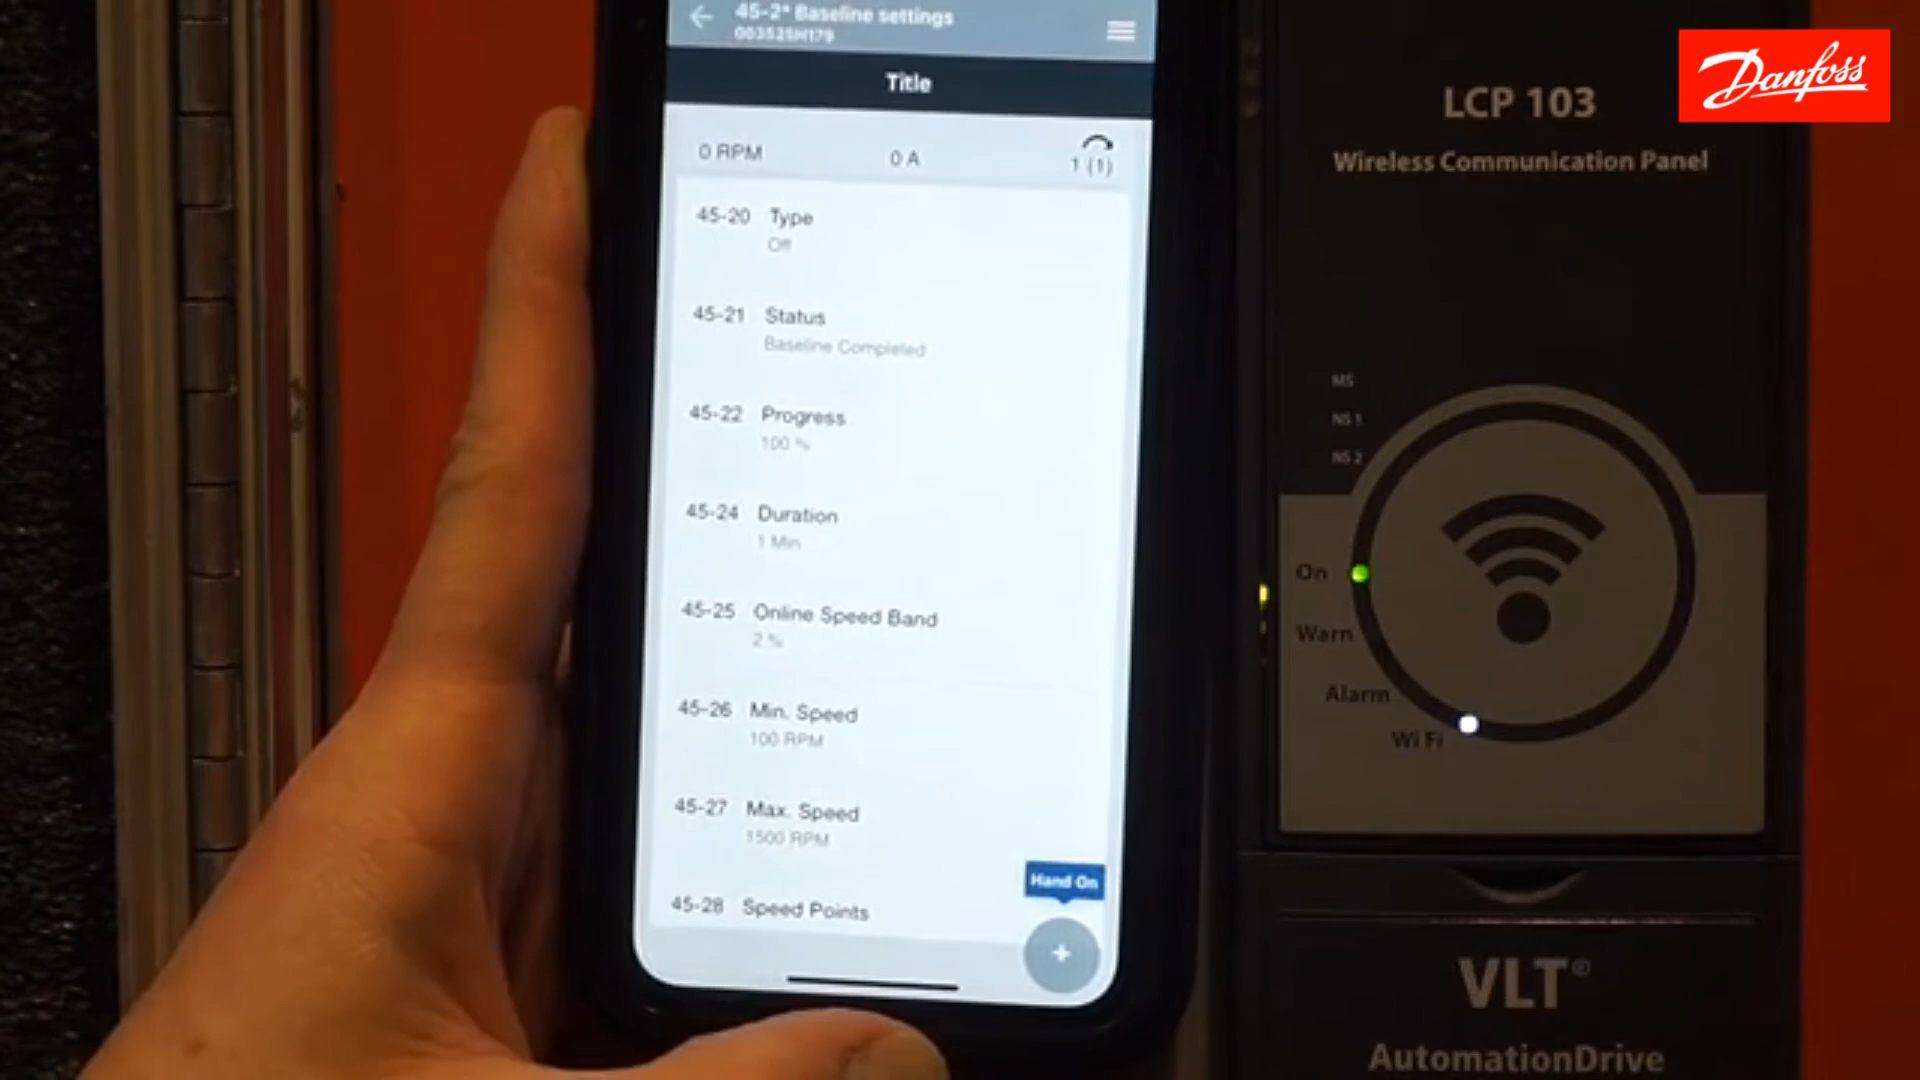 45-2* Baseline settings
003525H179
Title
0 RPM
0 A
1 (1)
45-20 Type
Off
45-21 Status
Baseline Completed
45-22 Progress
100 %
45-24 Duration
1 Min
45-25 Online Speed Band
2 %
45-26 Min. Speed
100 RPM
45-27 Max. Speed
1500 RPM
45-28 Speed Points
Hand On
+
Danfoss
LCP 103
Wireless Communication Panel
MS
NS 1
NS 2
On
Warn
Alarm
Wi Fi
VLT®
AutomationDrive